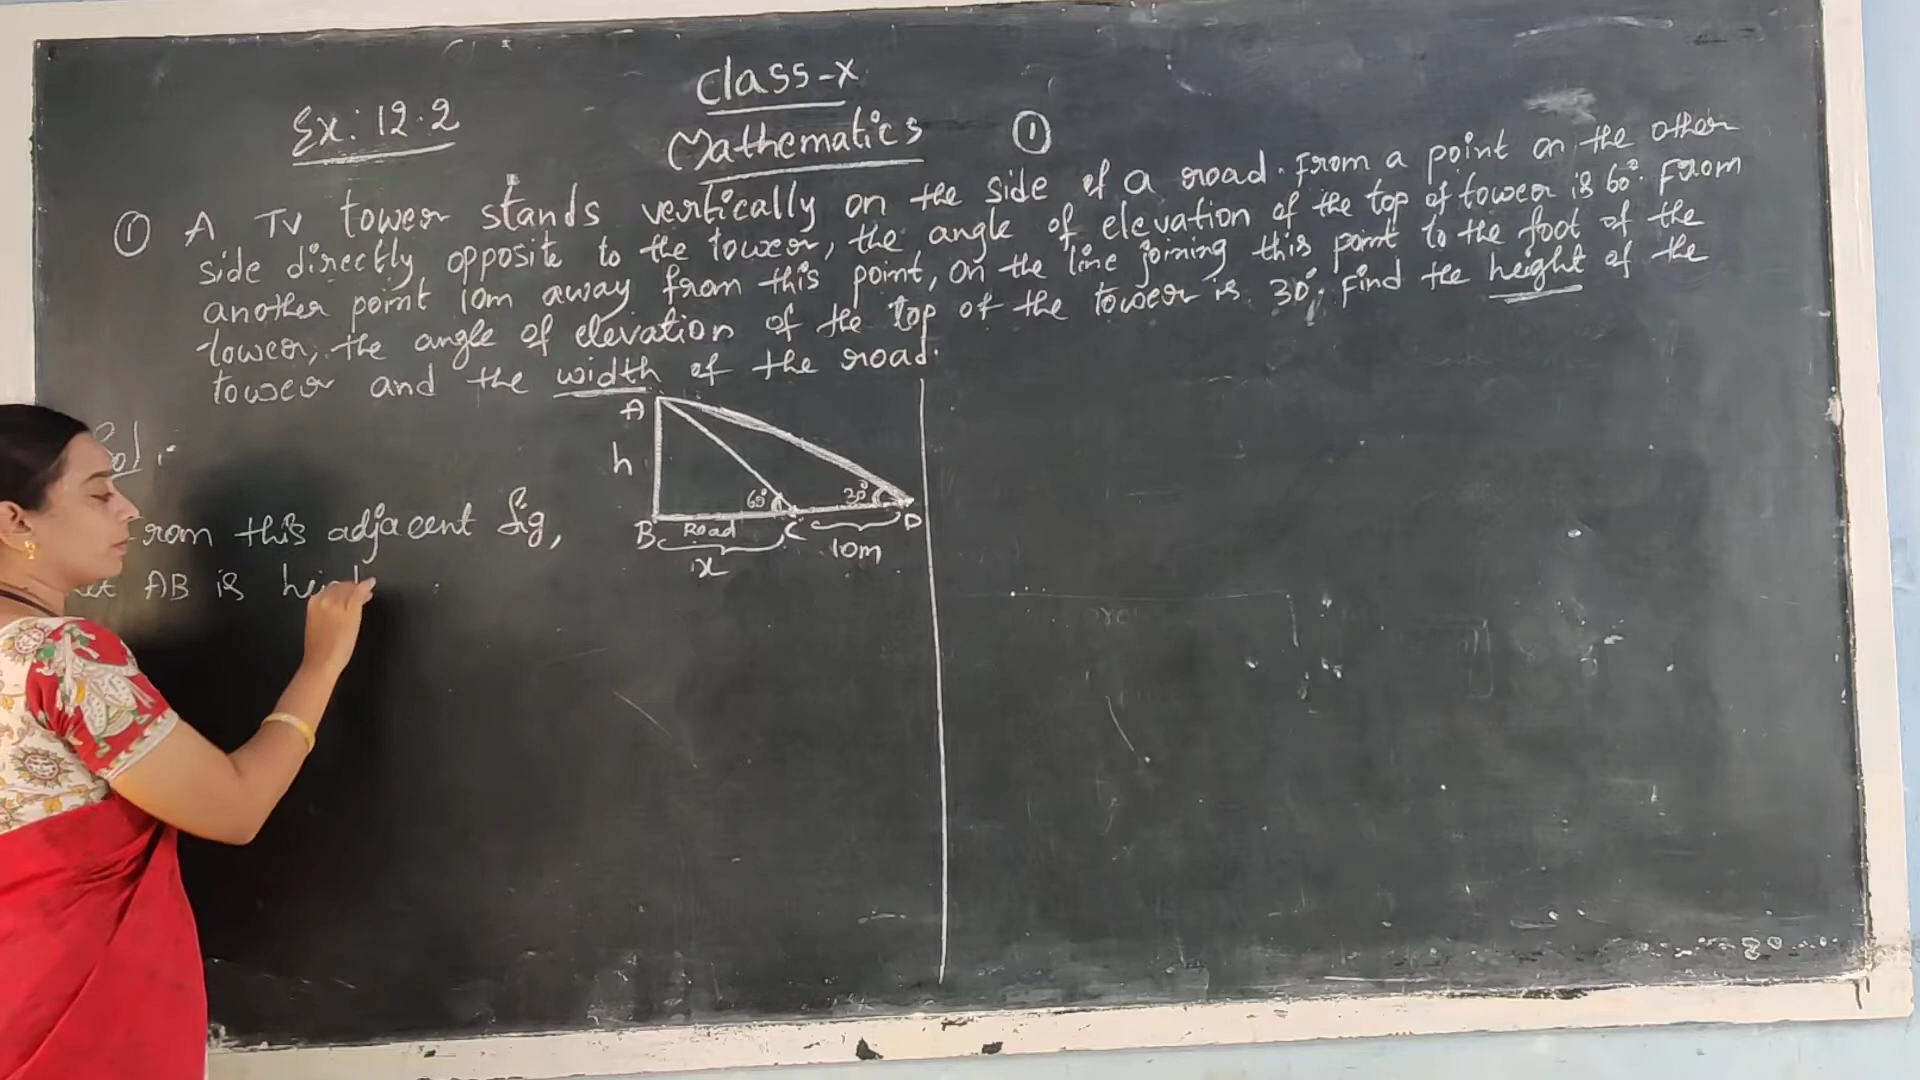 Class-X
Ex: 12.2
Mathematics
①
① A TV tower stands vertically on the side of a road. From a point on the other
side directly opposite to the tower, the angle of elevation of the top of tower is 60°. From
another point 10m away from this point, on the line joining this point to the foot of the
tower, the angle of elevation of the top of the tower is 30°. Find the height of the
tower and the width of the road.
Sol:-
A
h
60°
30°
B
Road
C
D
x
10m
From this adjacent fig,
Let AB is